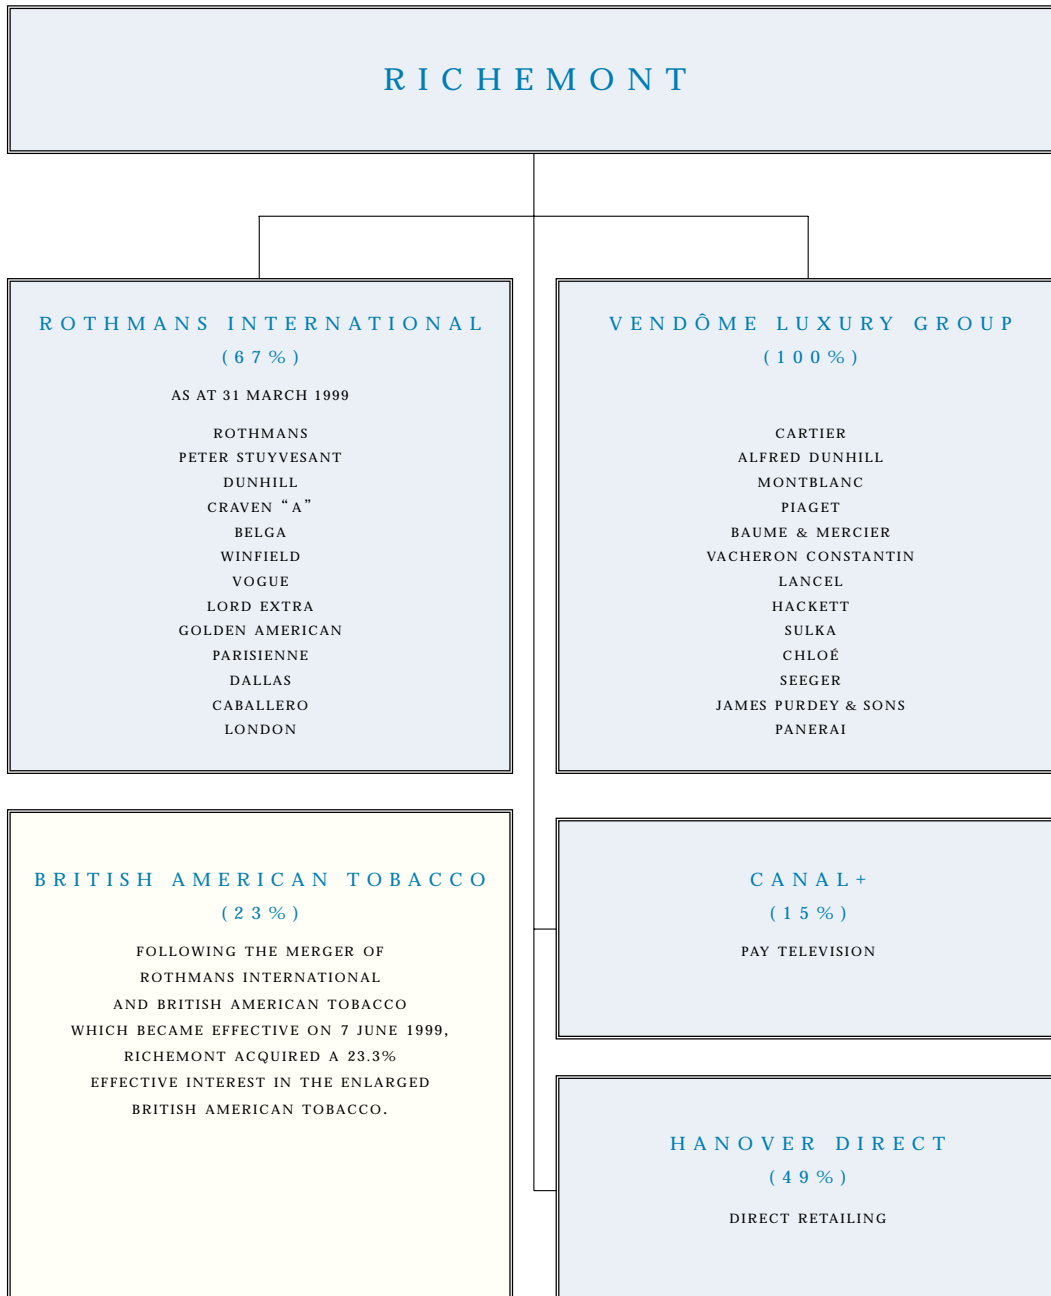 RICHEMONT
ROTHMANS INTERNATIONAL
(67%)
AS AT 31 MARCH 1999
ROTHMANS
PETER STUYVESANT
DUNHILL
CRAVEN “A”
BELGA
WINFIELD
VOGUE
LORD EXTRA
GOLDEN AMERICAN
PARISIENNE
DALLAS
CABALLERO
LONDON
VENDÔME LUXURY GROUP
(100%)
CARTIER
ALFRED DUNHILL
MONTBLANC
PIAGET
BAUME & MERCIER
VACHERON CONSTANTIN
LANCEL
HACKETT
SULKA
CHLOÉ
SEEGER
JAMES PURDEY & SONS
PANERAI
BRITISH AMERICAN TOBACCO
(23%)
FOLLOWING THE MERGER OF
ROTHMANS INTERNATIONAL
AND BRITISH AMERICAN TOBACCO
WHICH BECAME EFFECTIVE ON 7 JUNE 1999,
RICHEMONT ACQUIRED A 23.3%
EFFECTIVE INTEREST IN THE ENLARGED
BRITISH AMERICAN TOBACCO.
CANAL+
(15%)
PAY TELEVISION
HANOVER DIRECT
(49%)
DIRECT RETAILING